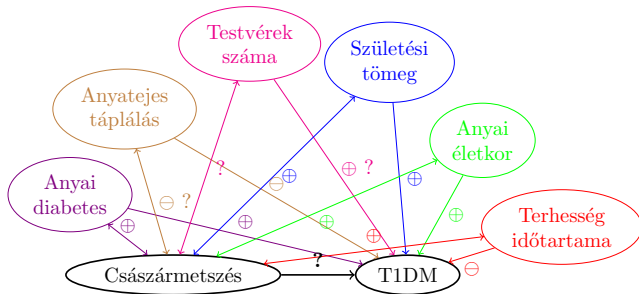 Testvérek
száma
Születési
tömeg
Anyatejes
táplálás
Anyai
életkor
Anyai
diabetes
Terhesség
időtartama
?
⊕ ?
⊖ ⊕
⊕
⊖ ?
⊕
⊕
⊕
⊕
⊕
⊕
?
⊖
Császármetszés
T1DM